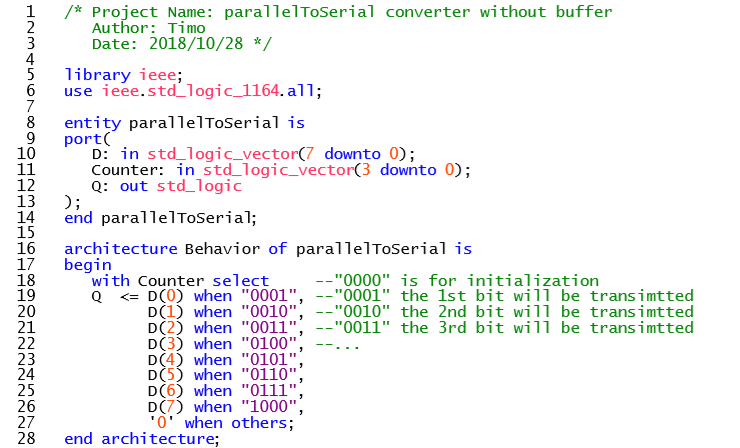 1 /* Project Name: parallelToSerial converter without buffer
2 Author: Timo
3 Date: 2018/10/28 */
4
5 library ieee;
6 use ieee.std_logic_1164.all;
7
8 entity parallelToSerial is
9 port(
10 D: in std_logic_vector(7 downto 0);
11 Counter: in std_logic_vector(3 downto 0);
12 Q: out std_logic
13 );
14 end parallelToSerial;
15
16 architecture Behavior of parallelToSerial is
17 begin
18 with Counter select --"0000" is for initialization
19 Q <= D(0) when "0001", --"0001" the 1st bit will be transimtted
20 D(1) when "0010", --"0010" the 2nd bit will be transimtted
21 D(2) when "0011", --"0011" the 3rd bit will be transimtted
22 D(3) when "0100", --...
23 D(4) when "0101",
24 D(5) when "0110",
25 D(6) when "0111",
26 D(7) when "1000",
27 '0' when others;
28 end architecture;